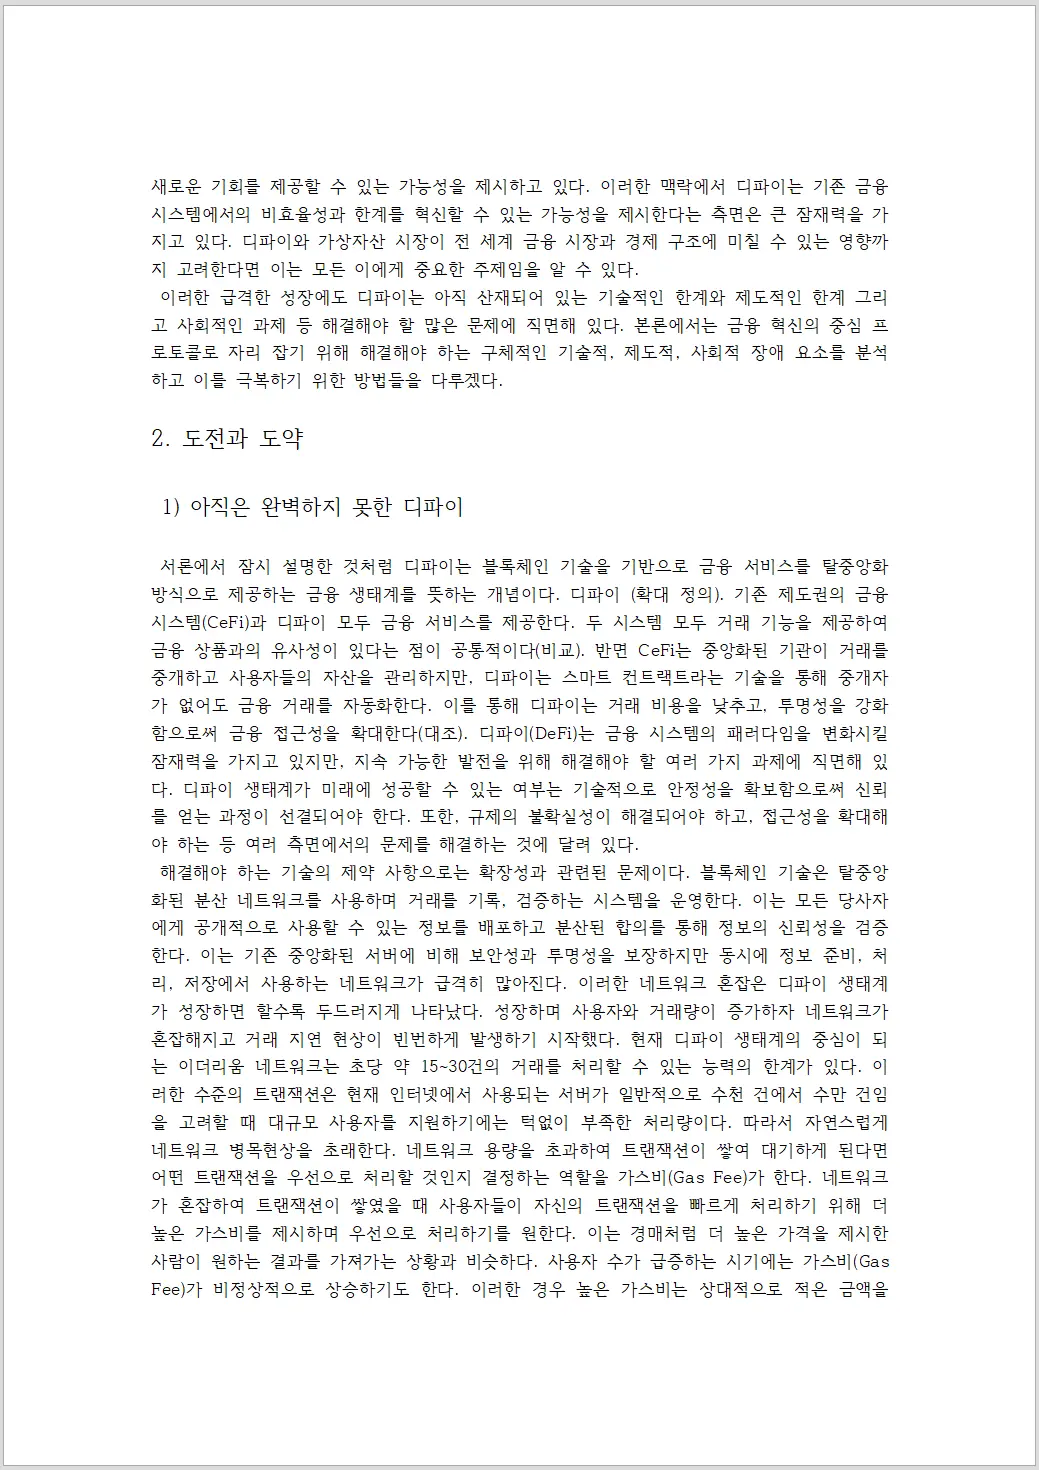 새로운 기회를 제공할 수 있는 가능성을 제시하고 있다. 이러한 맥락에서 디파이는 기존 금융
시스템에서의 비효율성과 한계를 혁신할 수 있는 가능성을 제시한다는 측면은 큰 잠재력을 가
지고 있다. 디파이와 가상자산 시장이 전 세계 금융 시장과 경제 구조에 미칠 수 있는 영향까
지 고려한다면 이는 모든 이에게 중요한 주제임을 알 수 있다.
이러한 급격한 성장에도 디파이는 아직 산재되어 있는 기술적인 한계와 제도적인 한계 그리
고 사회적인 과제 등 해결해야 할 많은 문제에 직면해 있다. 본론에서는 금융 혁신의 중심 프
로토콜로 자리 잡기 위해 해결해야 하는 구체적인 기술적, 제도적, 사회적 장애 요소를 분석
하고 이를 극복하기 위한 방법들을 다루겠다.
2. 도전과 도약
1) 아직은 완벽하지 못한 디파이
서론에서 잠시 설명한 것처럼 디파이는 블록체인 기술을 기반으로 금융 서비스를 탈중앙화
방식으로 제공하는 금융 생태계를 뜻하는 개념이다. 디파이 (확대 정의). 기존 제도권의 금융
시스템(CeFi)과 디파이 모두 금융 서비스를 제공한다. 두 시스템 모두 거래 기능을 제공하여
금융 상품과의 유사성이 있다는 점이 공통적이다(비교). 반면 CeFi는 중앙화된 기관이 거래를
중개하고 사용자들의 자산을 관리하지만, 디파이는 스마트 컨트랙트라는 기술을 통해 중개자
가 없어도 금융 거래를 자동화한다. 이를 통해 디파이는 거래 비용을 낮추고, 투명성을 강화
함으로써 금융 접근성을 확대한다(대조). 디파이(DeFi)는 금융 시스템의 패러다임을 변화시킬
잠재력을 가지고 있지만, 지속 가능한 발전을 위해 해결해야 할 여러 가지 과제에 직면해 있
다. 디파이 생태계가 미래에 성공할 수 있는 여부는 기술적으로 안정성을 확보함으로써 신뢰
를 얻는 과정이 선결되어야 한다. 또한, 규제의 불확실성이 해결되어야 하고, 접근성을 확대해
야 하는 등 여러 측면에서의 문제를 해결하는 것에 달려 있다.
해결해야 하는 기술의 제약 사항으로는 확장성과 관련된 문제이다. 블록체인 기술은 탈중앙
화된 분산 네트워크를 사용하며 거래를 기록, 검증하는 시스템을 운영한다. 이는 모든 당사자
에게 공개적으로 사용할 수 있는 정보를 배포하고 분산된 합의를 통해 정보의 신뢰성을 검증
한다. 이는 기존 중앙화된 서버에 비해 보안성과 투명성을 보장하지만 동시에 정보 준비, 처
리, 저장에서 사용하는 네트워크가 급격히 많아진다. 이러한 네트워크 혼잡은 디파이 생태계
가 성장하면 할수록 두드러지게 나타났다. 성장하며 사용자와 거래량이 증가하자 네트워크가
혼잡해지고 거래 지연 현상이 빈번하게 발생하기 시작했다. 현재 디파이 생태계의 중심이 되
는 이더리움 네트워크는 초당 약 15~30건의 거래를 처리할 수 있는 능력의 한계가 있다. 이
러한 수준의 트랜잭션은 현재 인터넷에서 사용되는 서버가 일반적으로 수천 건에서 수만 건임
을 고려할 때 대규모 사용자를 지원하기에는 턱없이 부족한 처리량이다. 따라서 자연스럽게
네트워크 병목현상을 초래한다. 네트워크 용량을 초과하여 트랜잭션이 쌓여 대기하게 된다면
어떤 트랜잭션을 우선으로 처리할 것인지 결정하는 역할을 가스비(Gas Fee)가 한다. 네트워크
가 혼잡하여 트랜잭션이 쌓였을 때 사용자들이 자신의 트랜잭션을 빠르게 처리하기 위해 더
높은 가스비를 제시하며 우선으로 처리하기를 원한다. 이는 경매처럼 더 높은 가격을 제시한
사람이 원하는 결과를 가져가는 상황과 비슷하다. 사용자 수가 급증하는 시기에는 가스비(Gas
Fee)가 비정상적으로 상승하기도 한다. 이러한 경우 높은 가스비는 상대적으로 적은 금액을